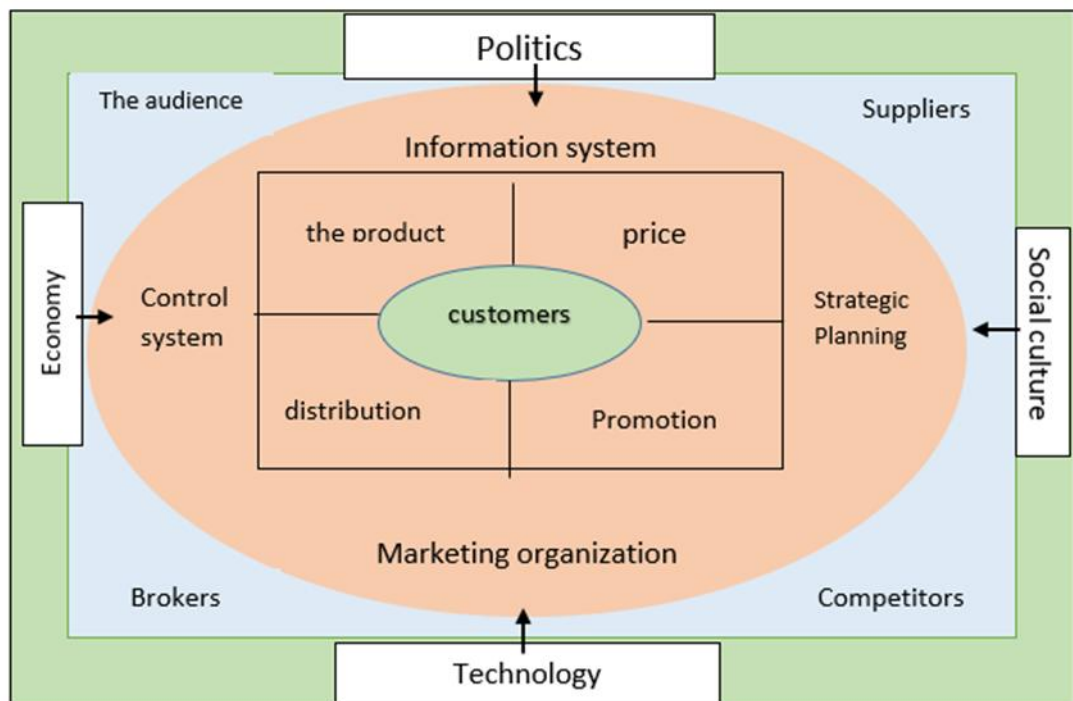 Politics
The audience
Suppliers
Information system
the product
price
Economy
Control
system
customers
Strategic
Planning
Social culture
distribution
Promotion
Marketing organization
Brokers
Competitors
Technology